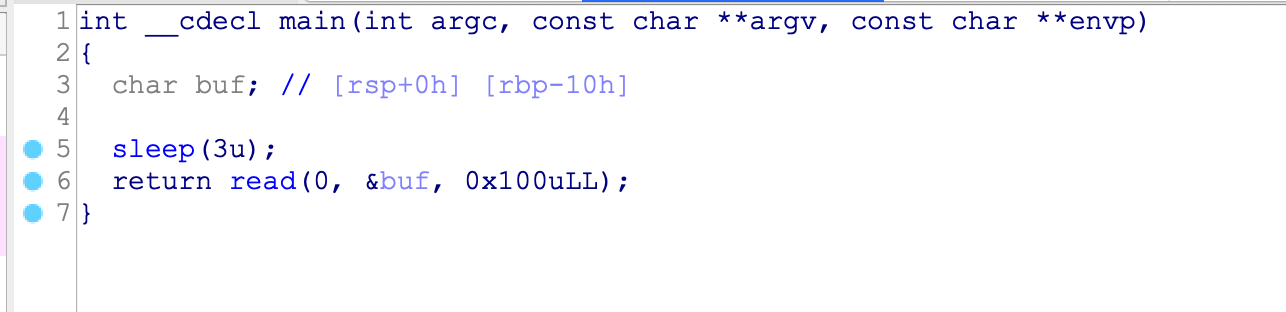 1 int __cdecl main(int argc, const char **argv, const char **envp)
2 {
3 char buf; // [rsp+0h] [rbp-10h]
4
5 sleep(3u);
6 return read(0, &buf, 0x100uLL);
7 }